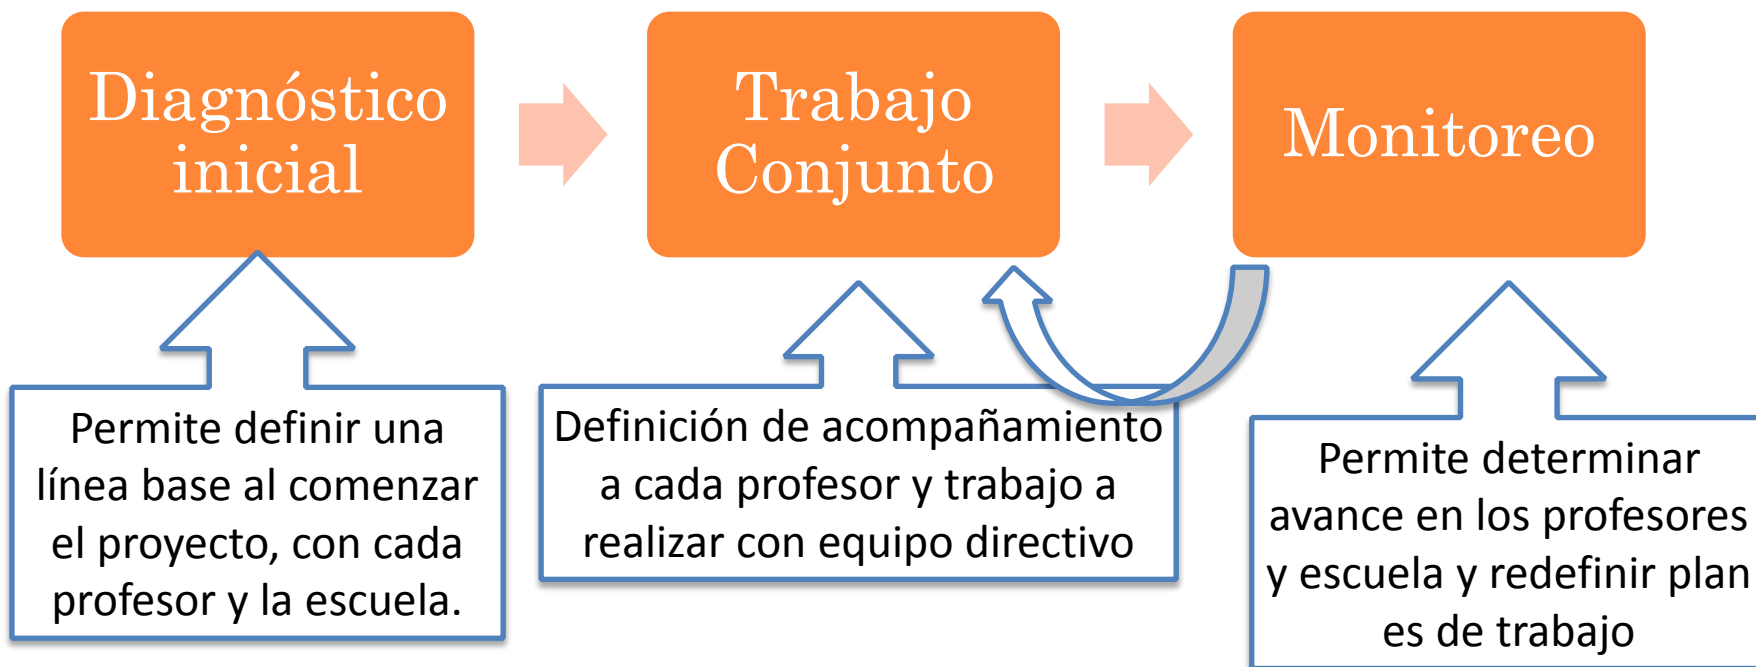 Diagnóstico
inicial
Trabajo
Conjunto
Monitoreo
Permite definir una
línea base al comenzar
el proyecto, con cada
profesor y la escuela.
Definición de acompañamiento
a cada profesor y trabajo a
realizar con equipo directivo
Permite determinar
avance en los profesores
y escuela y redefinir plan
es de trabajo